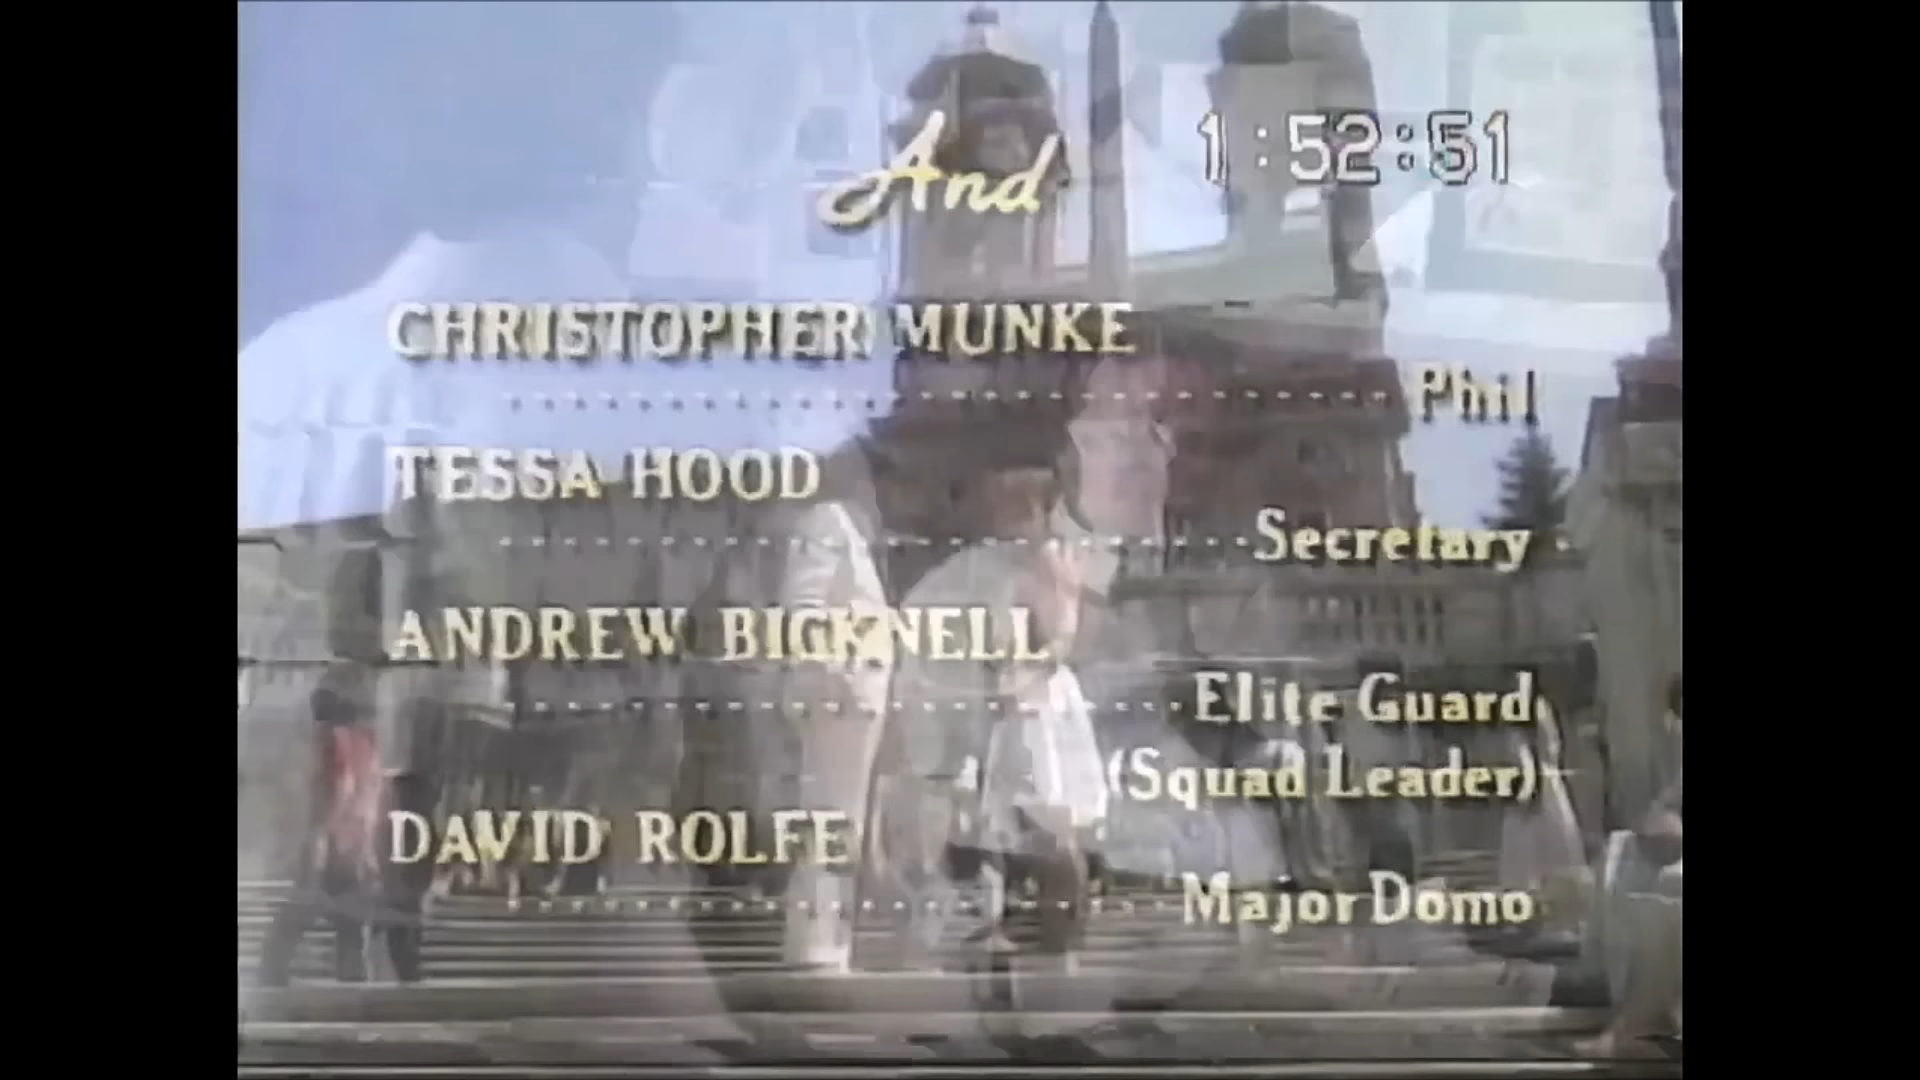 And
1:52:51
CHRISTOPHER MUNKE
Phil
TESSA HOOD
Secretary
ANDREW BICKNELL
Elite Guard
(Squad Leader)
DAVID ROLFE
Major Domo